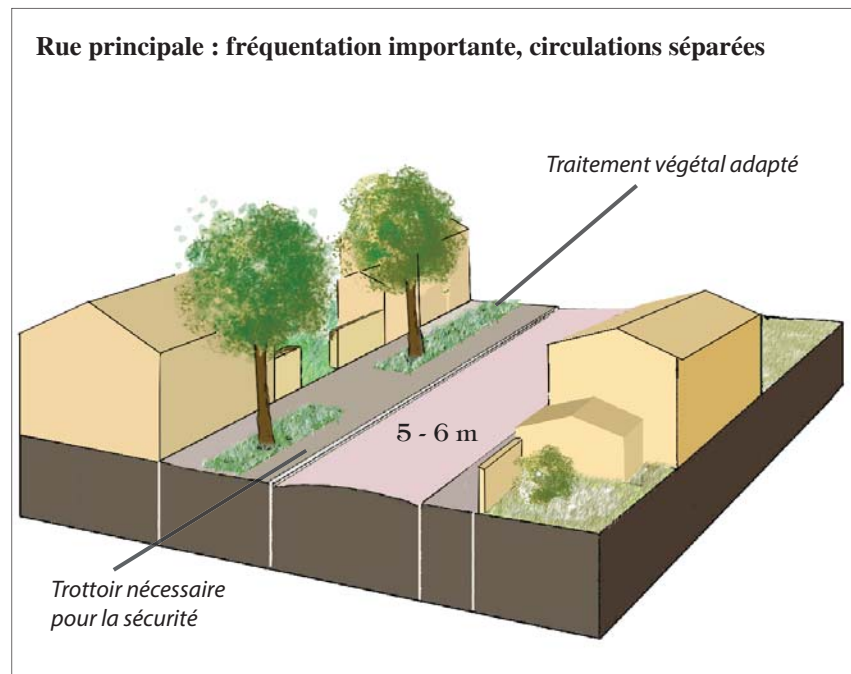 Rue principale : fréquentation importante, circulations séparées
Traitement végétal adapté
5 - 6 m
Trottoir nécessaire
pour la sécurité